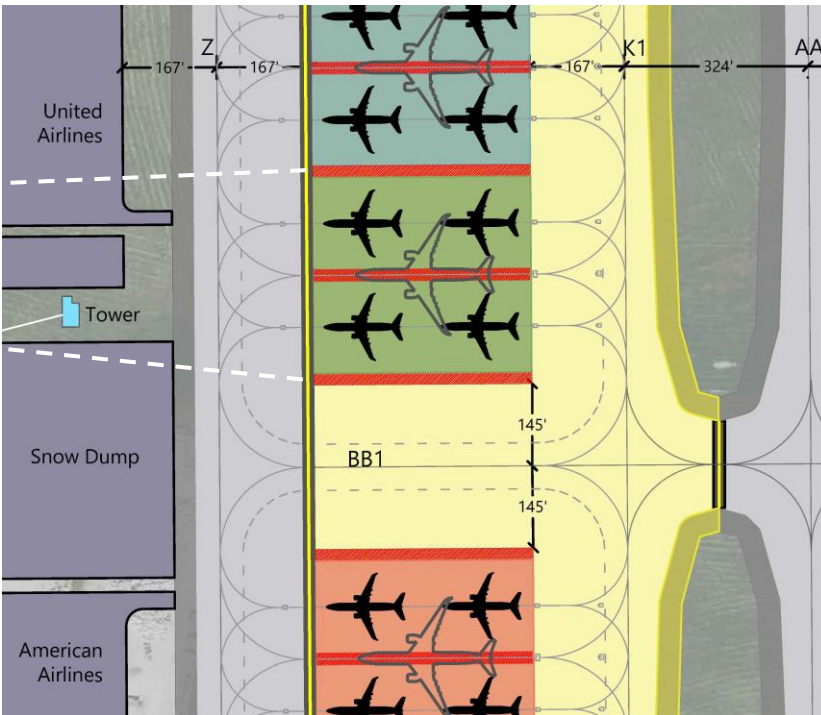 Z
K1
AA
167'
167'
167'
324'
United
Airlines
Tower
145'
Snow Dump
BB1
145'
American
Airlines